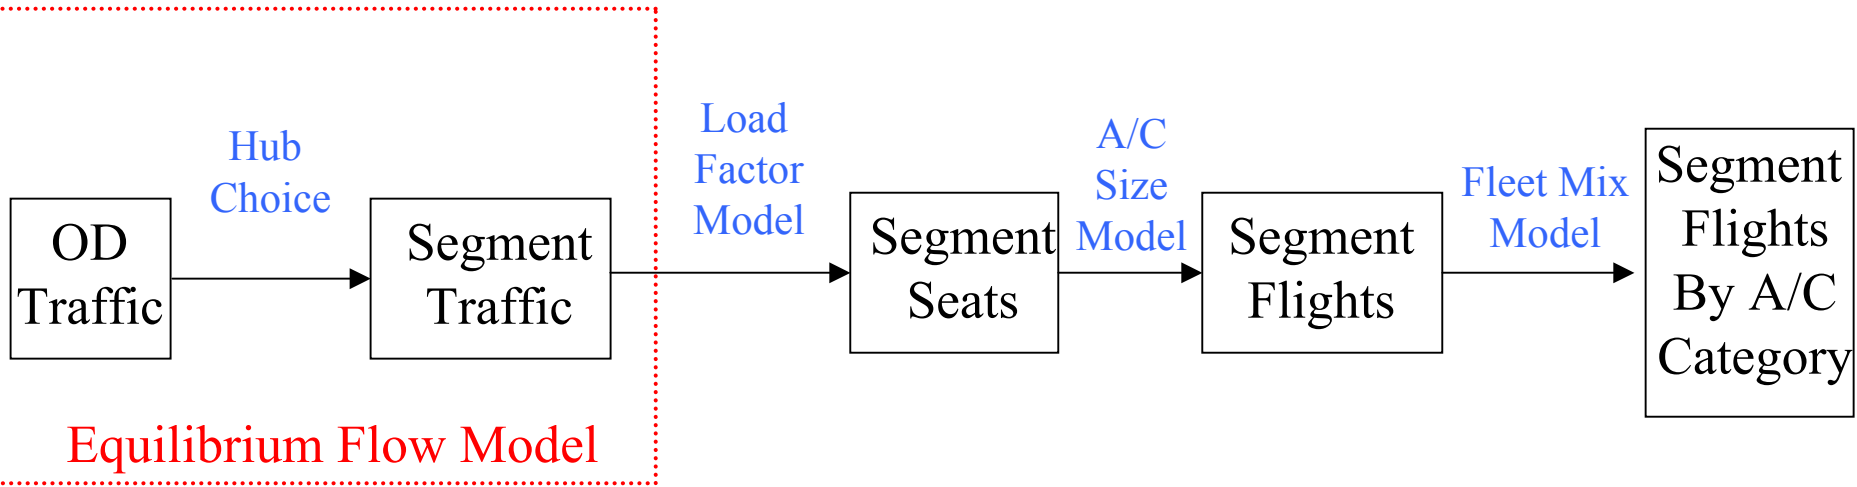 OD
Traffic
Hub
Choice
Segment
Traffic
Equilibrium Flow Model
Load
Factor
Model
Segment
Seats
A/C
Size
Model
Segment
Flights
Fleet Mix
Model
Segment
Flights
By A/C
Category